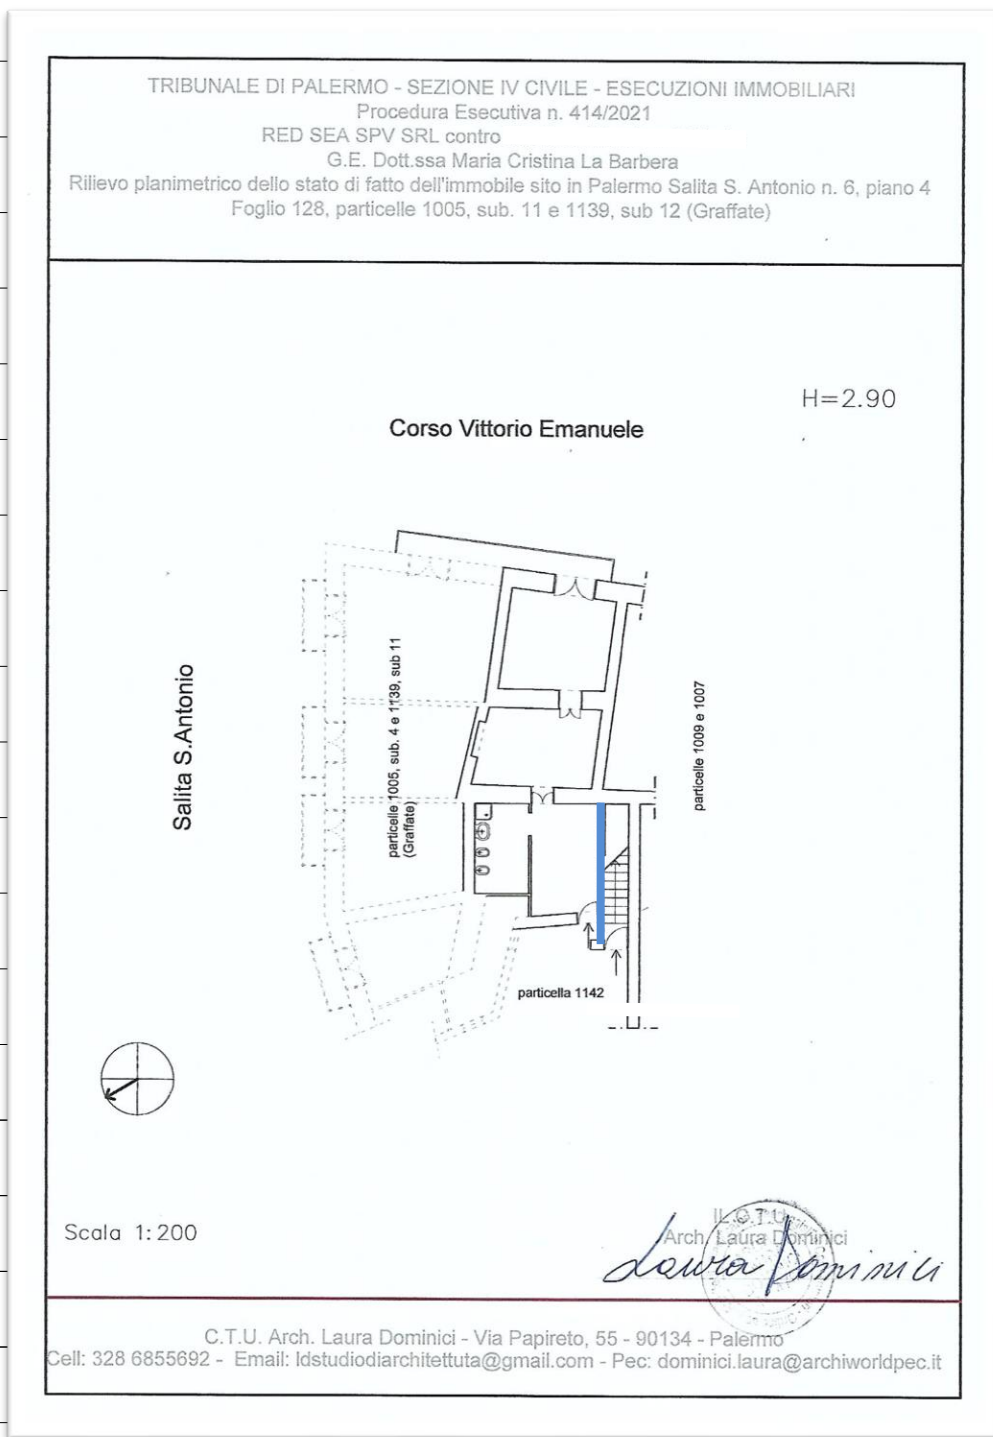 TRIBUNALE DI PALERMO - SEZIONE IV CIVILE - ESECUZIONI IMMOBILIARI
Procedura Esecutiva n. 414/2021
RED SEA SPV SRL contro
G.E. Dott.ssa Maria Cristina La Barbera
Rilievo planimetrico dello stato di fatto dell'immobile sito in Palermo Salita S. Antonio n. 6, piano 4
Foglio 128, particelle 1005, sub. 11 e 1139, sub 12 (Graffate)
H=2.90
Corso Vittorio Emanuele
Salita S.Antonio
particelle 1005, sub. 4 e 1139, sub 11
(Graffate)
particelle 1009 e 1007
particella 1142
Scala 1:200
IL C.T.U.
Arch. Laura Dominici
Laura Dominici
C.T.U. Arch. Laura Dominici - Via Papireto, 55 - 90134 - Palermo
Cell: 328 6855692 - Email: ldstudiodiarchitettuta@gmail.com - Pec: dominici.laura@archiworldpec.it